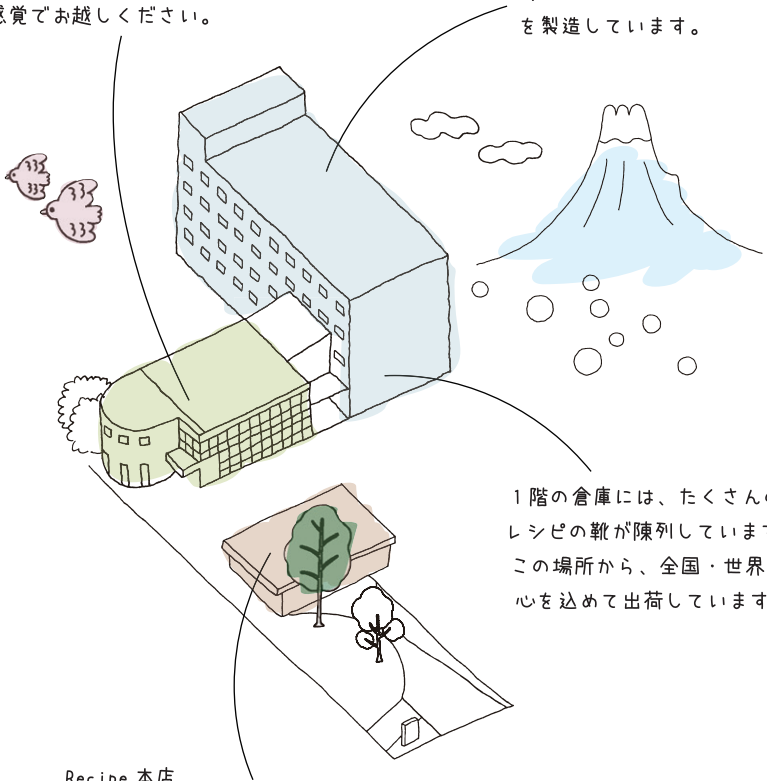 感覚でお越しください。
を製造しています。
1階の倉庫には、たくさんの
レシピの靴が陳列しています
この場所から、全国・世界
心を込めて出荷しています
Recipe 本店